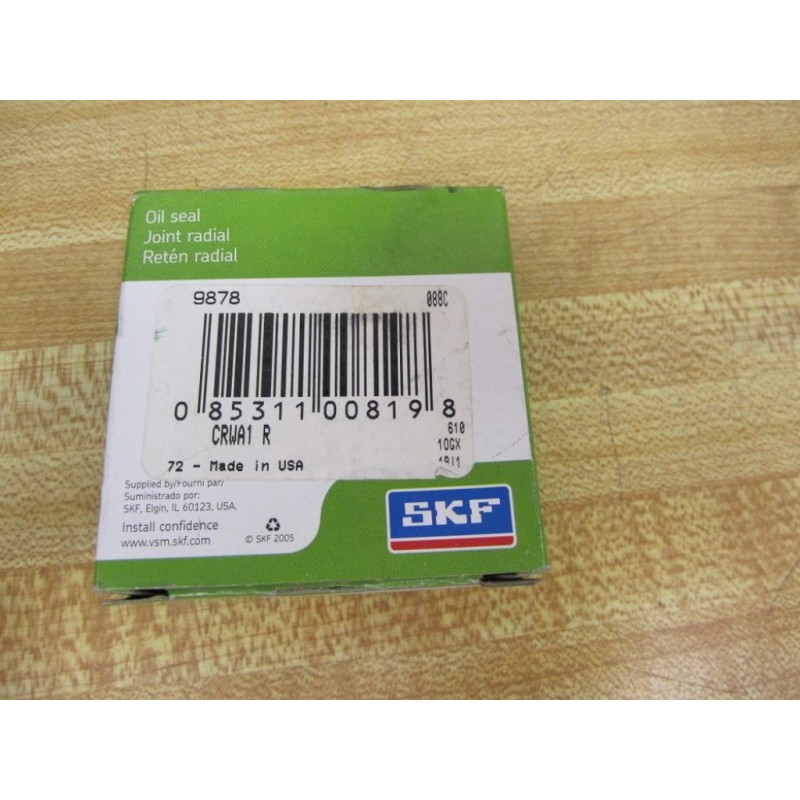 Oil seal
Joint radial
Retén radial
9878 088C
0 85311 00819 8
CRWA1 R 610
10GX
72 - Made in USA
Supplied by/Fourni par/
Suministrado por:
SKF, Elgin, IL 60123, USA.
Install confidence
www.vsm.skf.com © SKF 2005
SKF